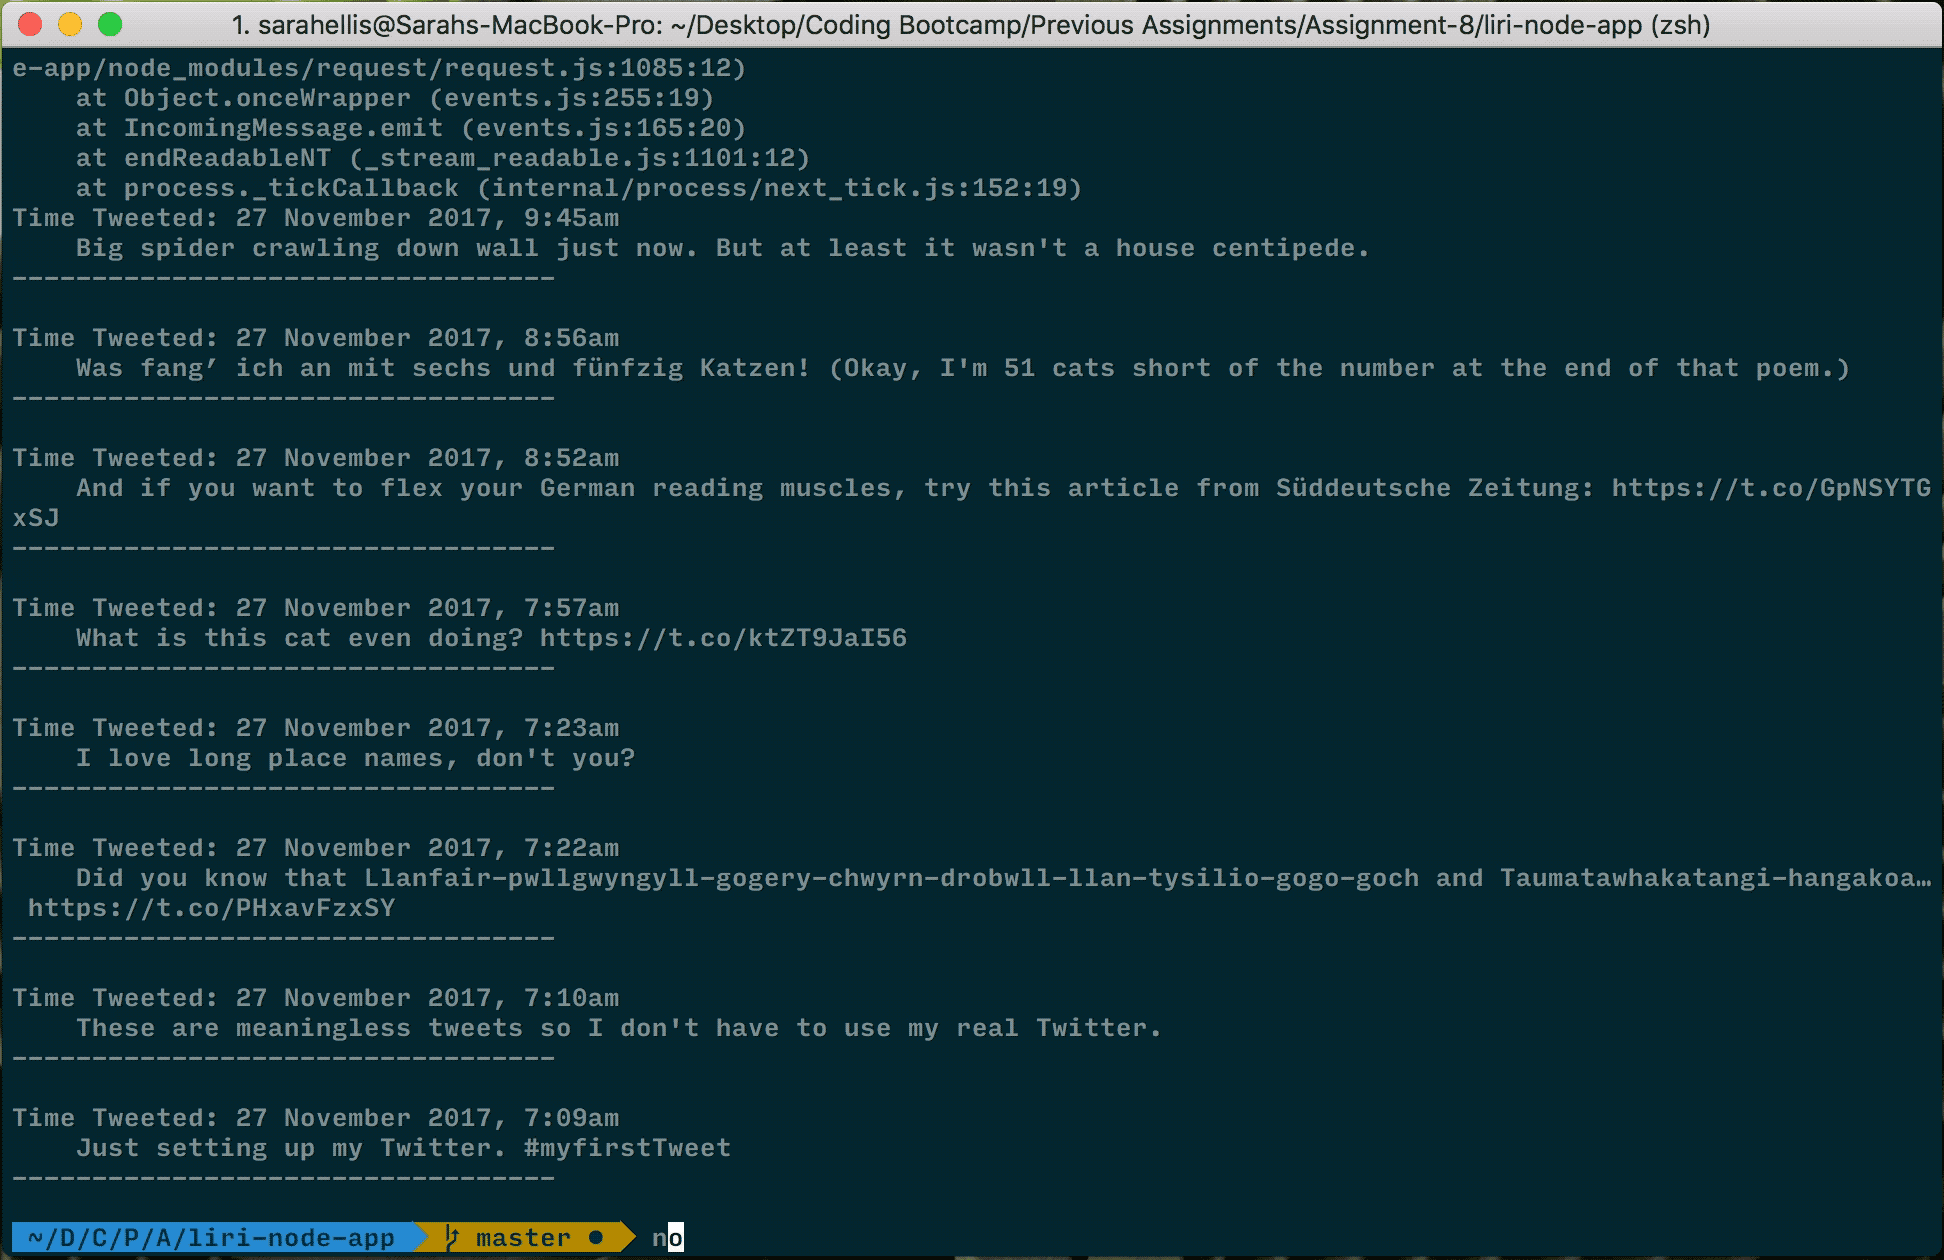 1. sarahellis@Sarahs-MacBook-Pro: ~/Desktop/Coding Bootcamp/Previous Assignments/Assignment-8/liri-node-app (zsh)
e-app/node_modules/request/request.js:1085:12)
    at Object.onceWrapper (events.js:255:19)
    at IncomingMessage.emit (events.js:165:20)
    at endReadableNT (_stream_readable.js:1101:12)
    at process._tickCallback (internal/process/next_tick.js:152:19)
Time Tweeted: 27 November 2017, 9:45am
    Big spider crawling down wall just now. But at least it wasn't a house centipede.
----------------------------------
Time Tweeted: 27 November 2017, 8:56am
    Was fang’ ich an mit sechs und fünfzig Katzen! (Okay, I'm 51 cats short of the number at the end of that poem.)
----------------------------------
Time Tweeted: 27 November 2017, 8:52am
    And if you want to flex your German reading muscles, try this article from Süddeutsche Zeitung: https://t.co/GpNSYTG
xSJ
----------------------------------
Time Tweeted: 27 November 2017, 7:57am
    What is this cat even doing? https://t.co/ktZT9JaI56
----------------------------------
Time Tweeted: 27 November 2017, 7:23am
    I love long place names, don't you?
----------------------------------
Time Tweeted: 27 November 2017, 7:22am
    Did you know that Llanfair-pwllgwyngyll-gogery-chwyrn-drobwll-llan-tysilio-gogo-goch and Taumatawhakatangi-hangakoa…
 https://t.co/PHxavFzxSY
----------------------------------
Time Tweeted: 27 November 2017, 7:10am
    These are meaningless tweets so I don't have to use my real Twitter.
----------------------------------
Time Tweeted: 27 November 2017, 7:09am
    Just setting up my Twitter. #myfirstTweet
----------------------------------
~/D/C/P/A/liri-node-app master ● no